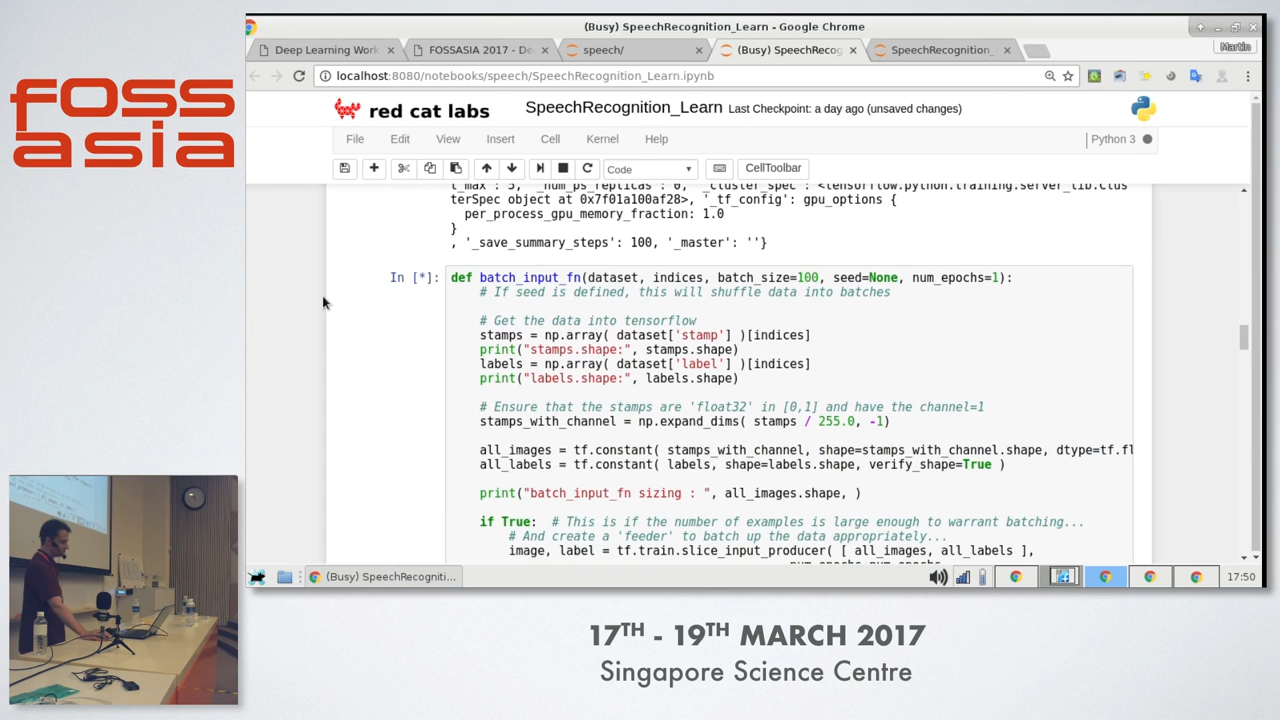 foss
asia
(Busy) SpeechRecognition_Learn - Google Chrome
Deep Learning Work
FOSSASIA 2017 - De
speech/
(Busy) SpeechRecog
SpeechRecognition_
Martin
localhost:8080/notebooks/speech/SpeechRecognition_Learn.ipynb
red cat labs SpeechRecognition_Learn Last Checkpoint: a day ago (unsaved changes)
File Edit View Insert Cell Kernel Help Python 3
Code CellToolbar
t_max': 5, '_num_ps_replicas': 0, '_cluster_spec': <tensorflow.python.training.server_lib.Clus
terSpec object at 0x7f01a100af28>, '_tf_config': gpu_options {
per_process_gpu_memory_fraction: 1.0
}
, '_save_summary_steps': 100, '_master': ''}
In [*]: def batch_input_fn(dataset, indices, batch_size=100, seed=None, num_epochs=1):
# If seed is defined, this will shuffle data into batches
# Get the data into tensorflow
stamps = np.array( dataset['stamp'] )[indices]
print("stamps.shape:", stamps.shape)
labels = np.array( dataset['label'] )[indices]
print("labels.shape:", labels.shape)
# Ensure that the stamps are 'float32' in [0,1] and have the channel=1
stamps_with_channel = np.expand_dims( stamps / 255.0, -1)
all_images = tf.constant( stamps_with_channel, shape=stamps_with_channel.shape, dtype=tf.fl
all_labels = tf.constant( labels, shape=labels.shape, verify_shape=True )
print("batch_input_fn sizing : ", all_images.shape, )
if True: # This is if the number of examples is large enough to warrant batching...
# And create a 'feeder' to batch up the data appropriately...
image, label = tf.train.slice_input_producer( [ all_images, all_labels ],
(Busy) SpeechRecogniti... 17:50
17TH - 19TH MARCH 2017
Singapore Science Centre